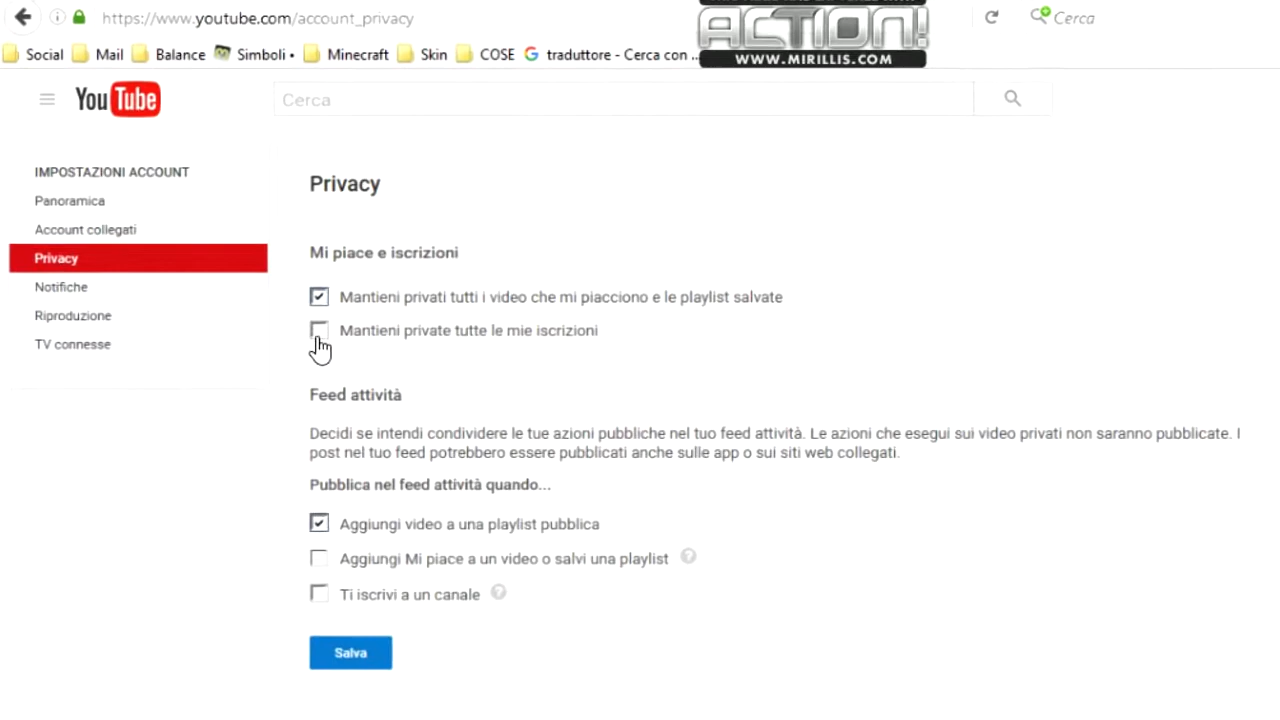 https://www.youtube.com/account_privacy
Cerca
Social
Mail
Balance
Simboli •
Minecraft
Skin
COSE
traduttore - Cerca con ...
ACTION!
WWW.MIRILLIS.COM
YouTube
Cerca
IMPOSTAZIONI ACCOUNT
Panoramica
Account collegati
Privacy
Notifiche
Riproduzione
TV connesse
Privacy
Mi piace e iscrizioni
Mantieni privati tutti i video che mi piacciono e le playlist salvate
Mantieni private tutte le mie iscrizioni
Feed attività
Decidi se intendi condividere le tue azioni pubbliche nel tuo feed attività. Le azioni che esegui sui video privati non saranno pubblicate. I
post nel tuo feed potrebbero essere pubblicati anche sulle app o sui siti web collegati.
Pubblica nel feed attività quando...
Aggiungi video a una playlist pubblica
Aggiungi Mi piace a un video o salvi una playlist
Ti iscrivi a un canale
Salva